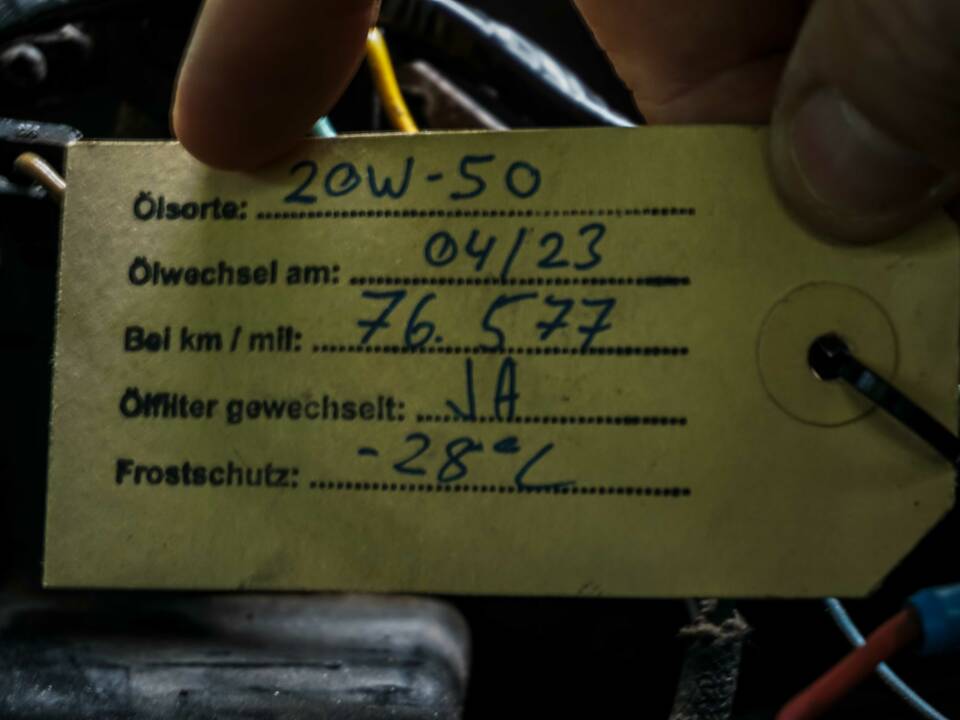 Ölsorte: 20W-50
Ölwechsel am: 04/23
Bei km / mil: 76.577
Ölfilter gewechselt: JA
Frostschutz: -28°C